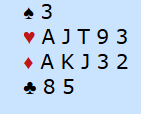 ♠ 3
♥ A J T 9 3
♦ A K J 3 2
♣ 8 5